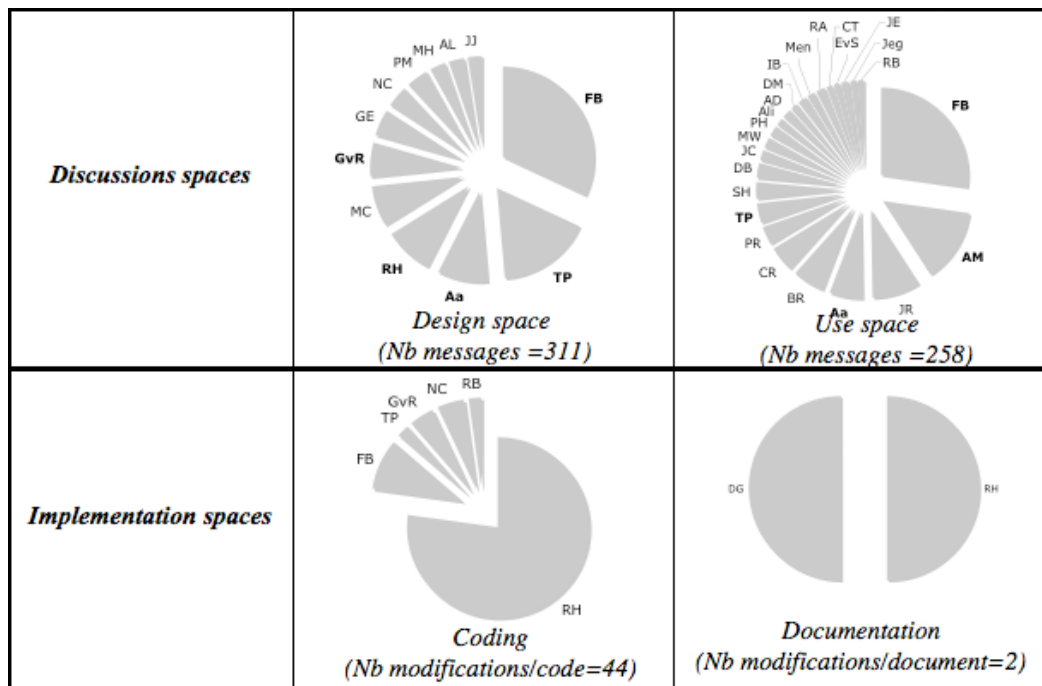 Discussions spaces
JJ
AL
MH
PM
NC
GE
GvR
MC
RH
Aa
TP
FB
Design space
(Nb messages =311)
JE
CT
RA
EvS
Jeg
Men
RB
IB
DM
AD
Ali
PH
MW
JC
DB
SH
TP
PR
CR
BR
Aa
JR
AM
FB
Use space
(Nb messages =258)
Implementation spaces
RB
NC
GvR
TP
FB
RH
Coding
(Nb modifications/code=44)
DG
RH
Documentation
(Nb modifications/document=2)